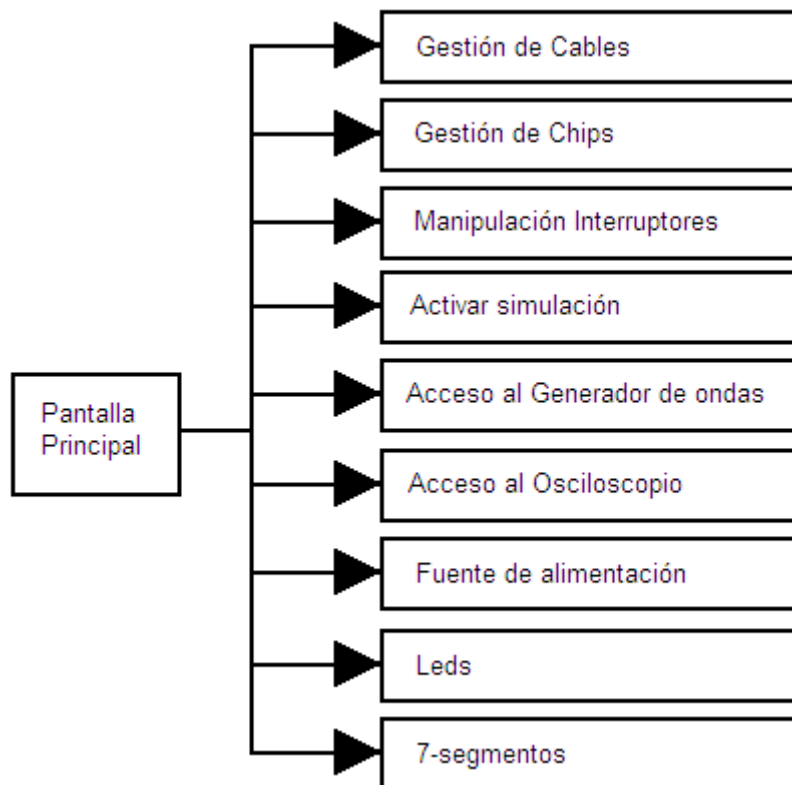 Gestión de Cables
Gestión de Chips
Manipulación Interruptores
Activar simulación
Pantalla
Principal
Acceso al Generador de ondas
Acceso al Osciloscopio
Fuente de alimentación
Leds
7-segmentos